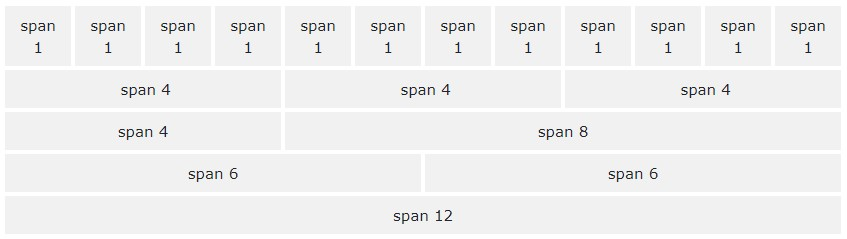 span span span span span span span span span span span span
1 1 1 1 1 1 1 1 1 1 1 1
span 4 span 4 span 4
span 4 span 8
span 6 span 6
span 12